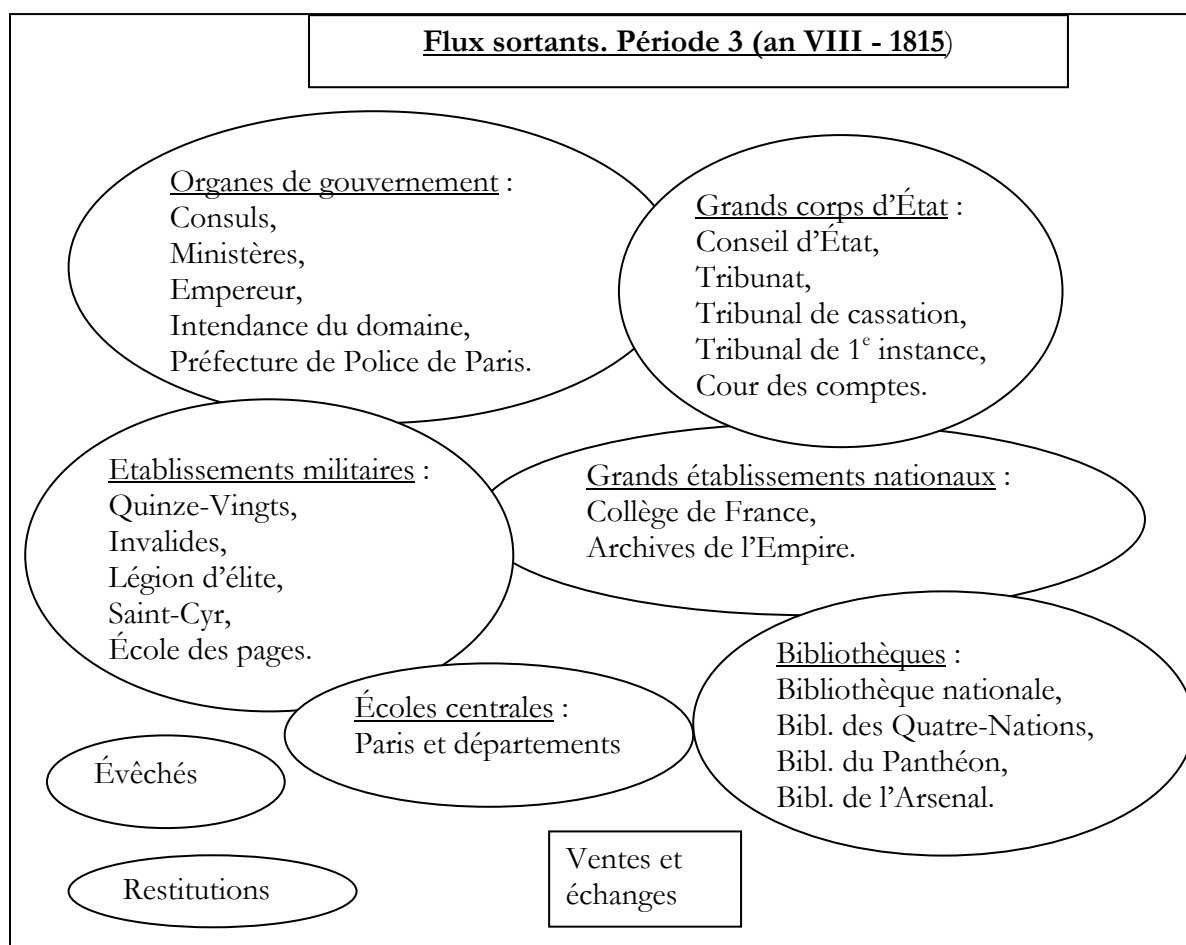 Flux sortants. Période 3 (an VIII - 1815)
Organes de gouvernement :
Consuls,
Ministères,
Empereur,
Intendance du domaine,
Préfecture de Police de Paris.
Grands corps d’État :
Conseil d’État,
Tribunat,
Tribunal de cassation,
Tribunal de 1e instance,
Cour des comptes.
Etablissements militaires :
Quinze-Vingts,
Invalides,
Légion d’élite,
Saint-Cyr,
École des pages.
Grands établissements nationaux :
Collège de France,
Archives de l’Empire.
Écoles centrales :
Paris et départements
Bibliothèques :
Bibliothèque nationale,
Bibl. des Quatre-Nations,
Bibl. du Panthéon,
Bibl. de l’Arsenal.
Évêchés
Restitutions
Ventes et
échanges